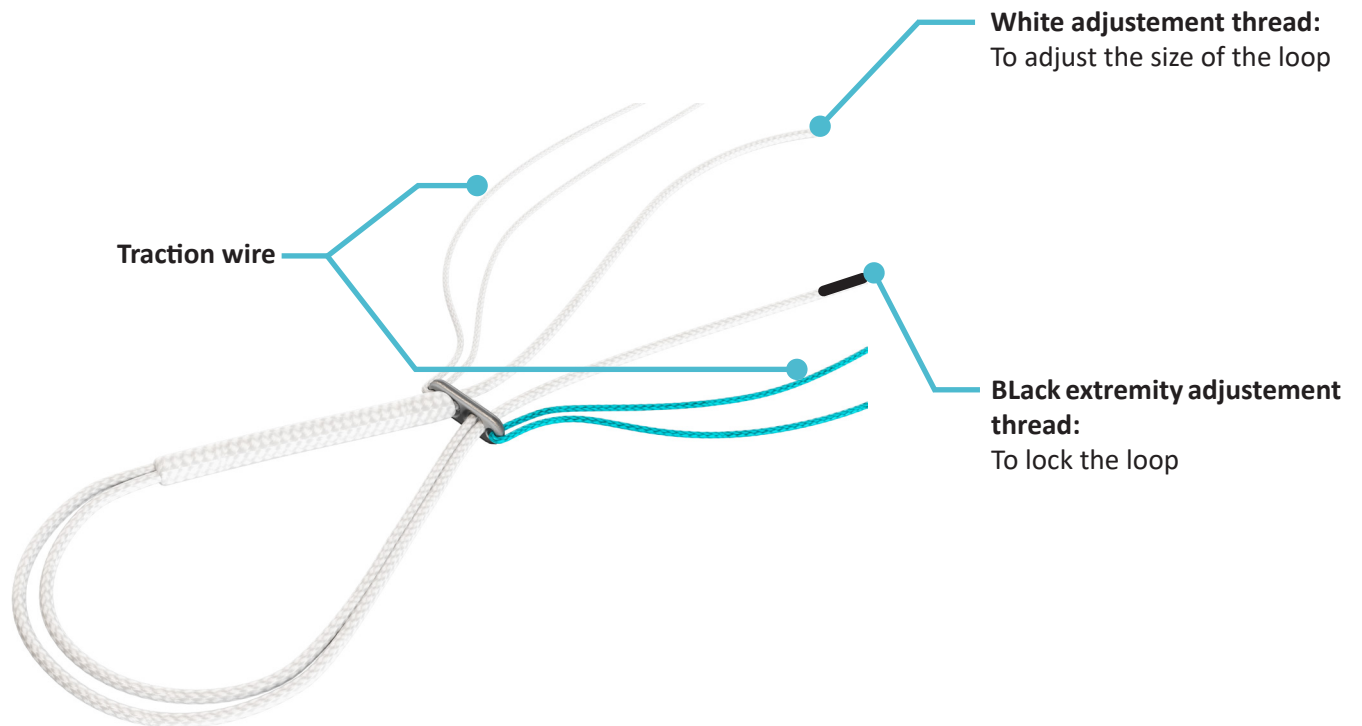 White adjustement thread:
To adjust the size of the loop
Traction wire
BLack extremity adjustement
thread:
To lock the loop